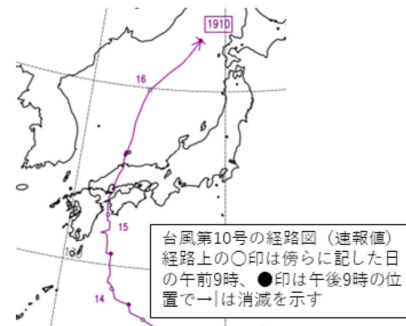 1910
16
15
14
台風第10号の経路図（速報値）
経路上の○印は傍らに記した日
の午前9時、●印は午後9時の位
置で→|は消滅を示す